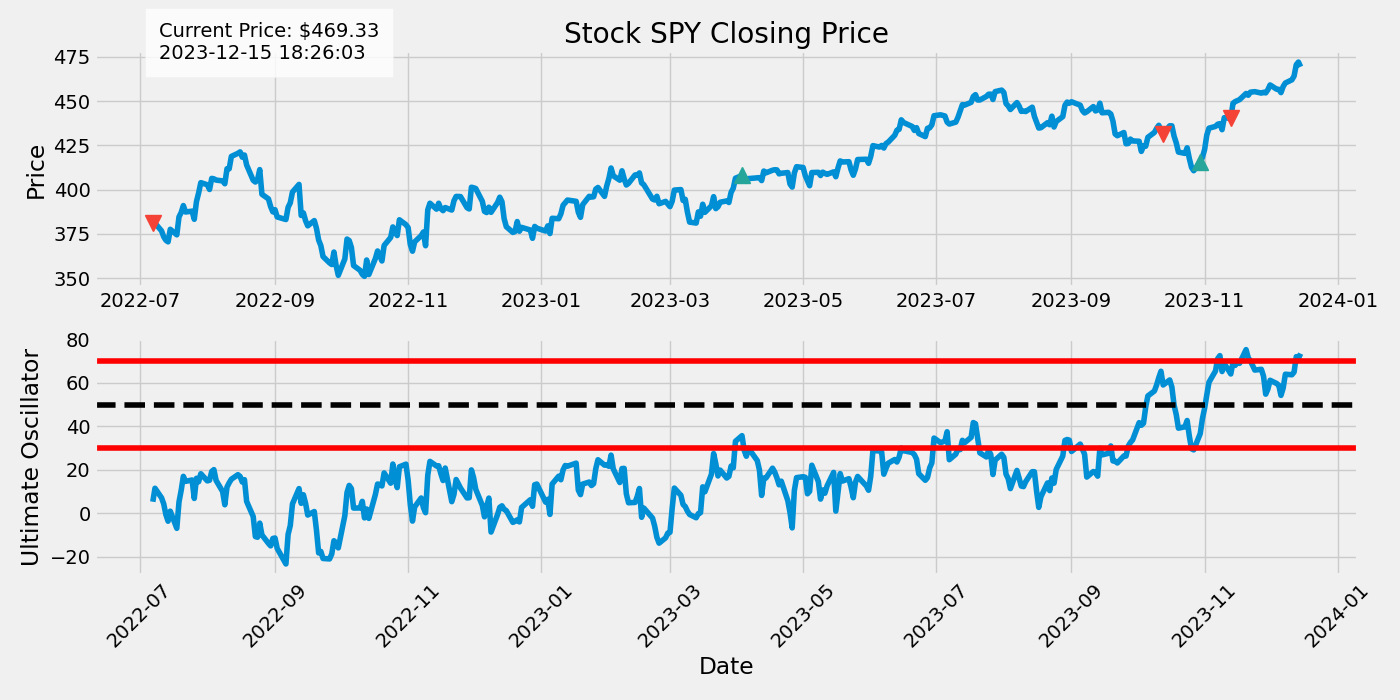 Current Price: $469.33
2023-12-15 18:26:03
Stock SPY Closing Price
Price
475
450
425
400
375
350
2022-07 2022-09 2022-11 2023-01 2023-03 2023-05 2023-07 2023-09 2023-11 2024-01
Ultimate Oscillator
80
60
40
20
0
−20
2022-07 2022-09 2022-11 2023-01 2023-03 2023-05 2023-07 2023-09 2023-11 2024-01
Date